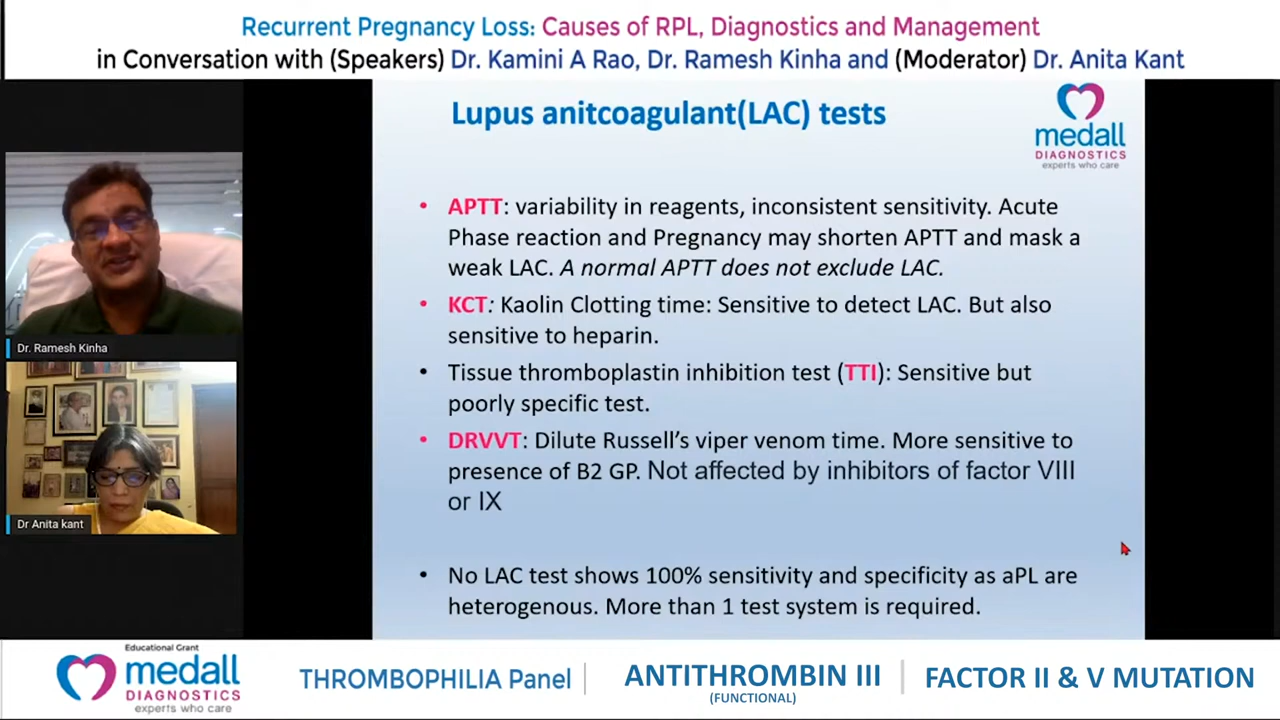 Recurrent Pregnancy Loss: Causes of RPL, Diagnostics and Management
in Conversation with (Speakers) Dr. Kamini A Rao, Dr. Ramesh Kinha and (Moderator) Dr. Anita Kant
Lupus anitcoagulant(LAC) tests
medall
DIAGNOSTICS
experts who care
• APTT: variability in reagents, inconsistent sensitivity. Acute
Phase reaction and Pregnancy may shorten APTT and mask a
weak LAC. A normal APTT does not exclude LAC.
• KCT: Kaolin Clotting time: Sensitive to detect LAC. But also
sensitive to heparin.
• Tissue thromboplastin inhibition test (TTI): Sensitive but
poorly specific test.
• DRVVT: Dilute Russell's viper venom time. More sensitive to
presence of B2 GP. Not affected by inhibitors of factor VIII
or IX
• No LAC test shows 100% sensitivity and specificity as aPL are
heterogenous. More than 1 test system is required.
Dr. Ramesh Kinha
Dr Anita kant
Educational Grant
medall
DIAGNOSTICS
experts who care
THROMBOPHILIA Panel
ANTITHROMBIN III
(FUNCTIONAL)
FACTOR II & V MUTATION